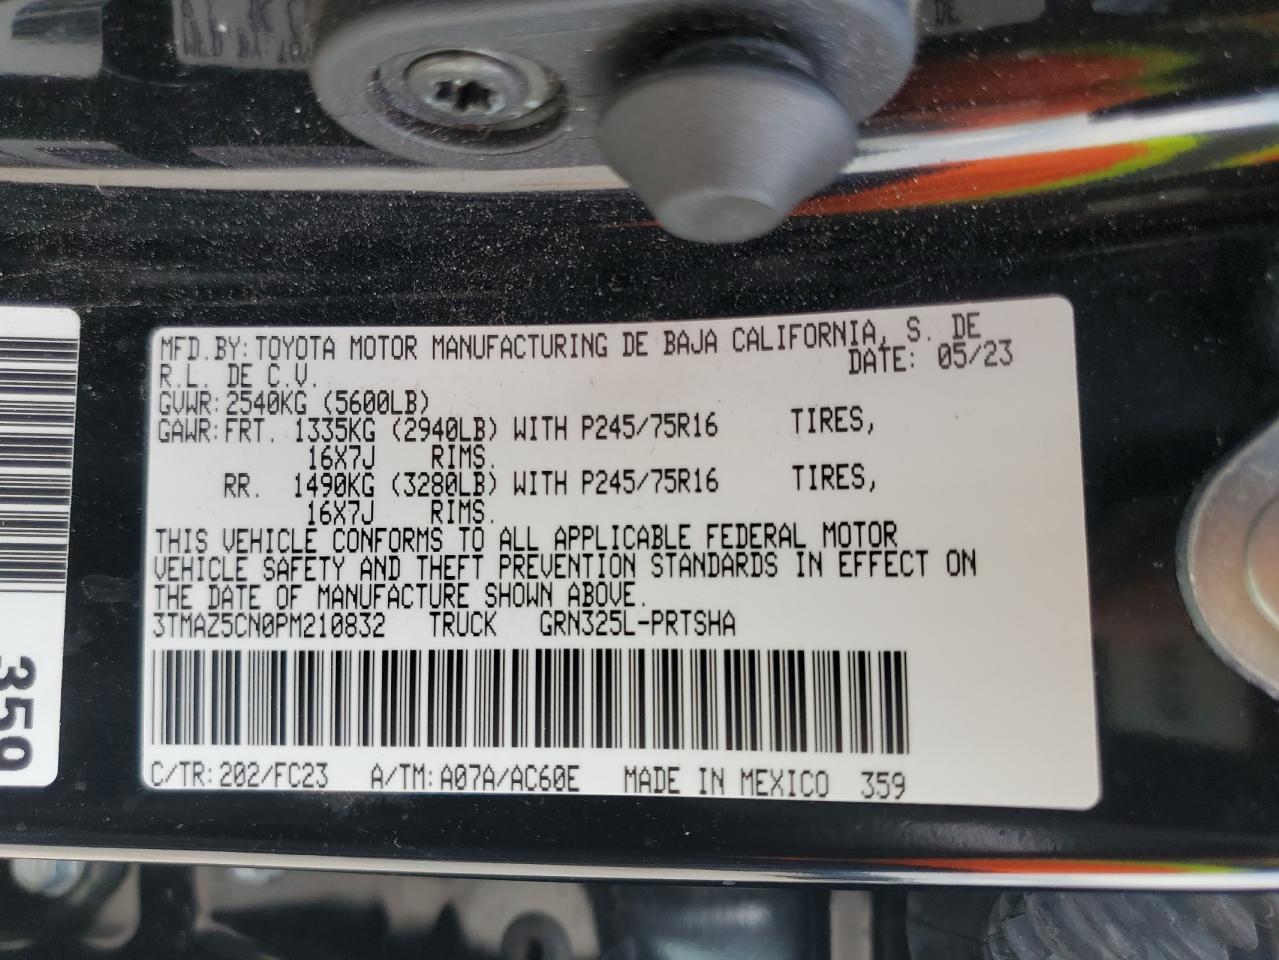 MFD.BY:TOYOTA MOTOR MANUFACTURING DE BAJA CALIFORNIA, S. DE
R.L. DE C.V. DATE: 05/23
GVWR:2540KG (5600LB)
GAWR:FRT. 1335KG (2940LB) WITH P245/75R16 TIRES,
16X7J RIMS.
RR. 1490KG (3280LB) WITH P245/75R16 TIRES,
16X7J RIMS.
THIS VEHICLE CONFORMS TO ALL APPLICABLE FEDERAL MOTOR
VEHICLE SAFETY AND THEFT PREVENTION STANDARDS IN EFFECT ON
THE DATE OF MANUFACTURE SHOWN ABOVE.
3TMAZ5CN0PM210832 TRUCK GRN325L-PRTSHA
C/TR:202/FC23 A/TM:A07A/AC60E MADE IN MEXICO 359
359